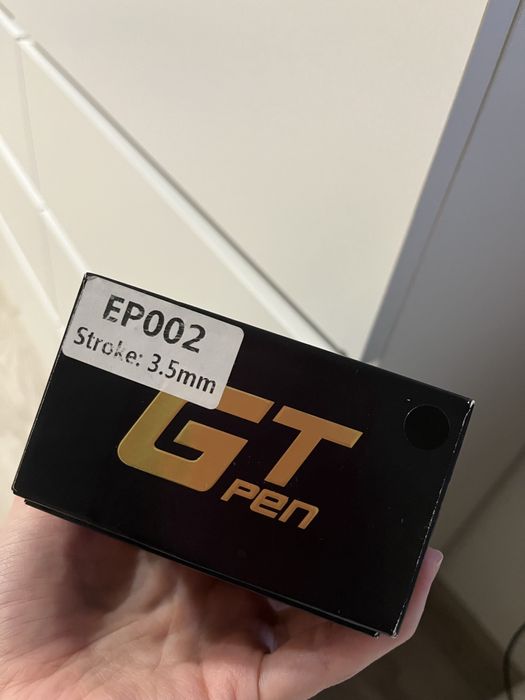 EP002
Stroke: 3.5mm
GT
Pen